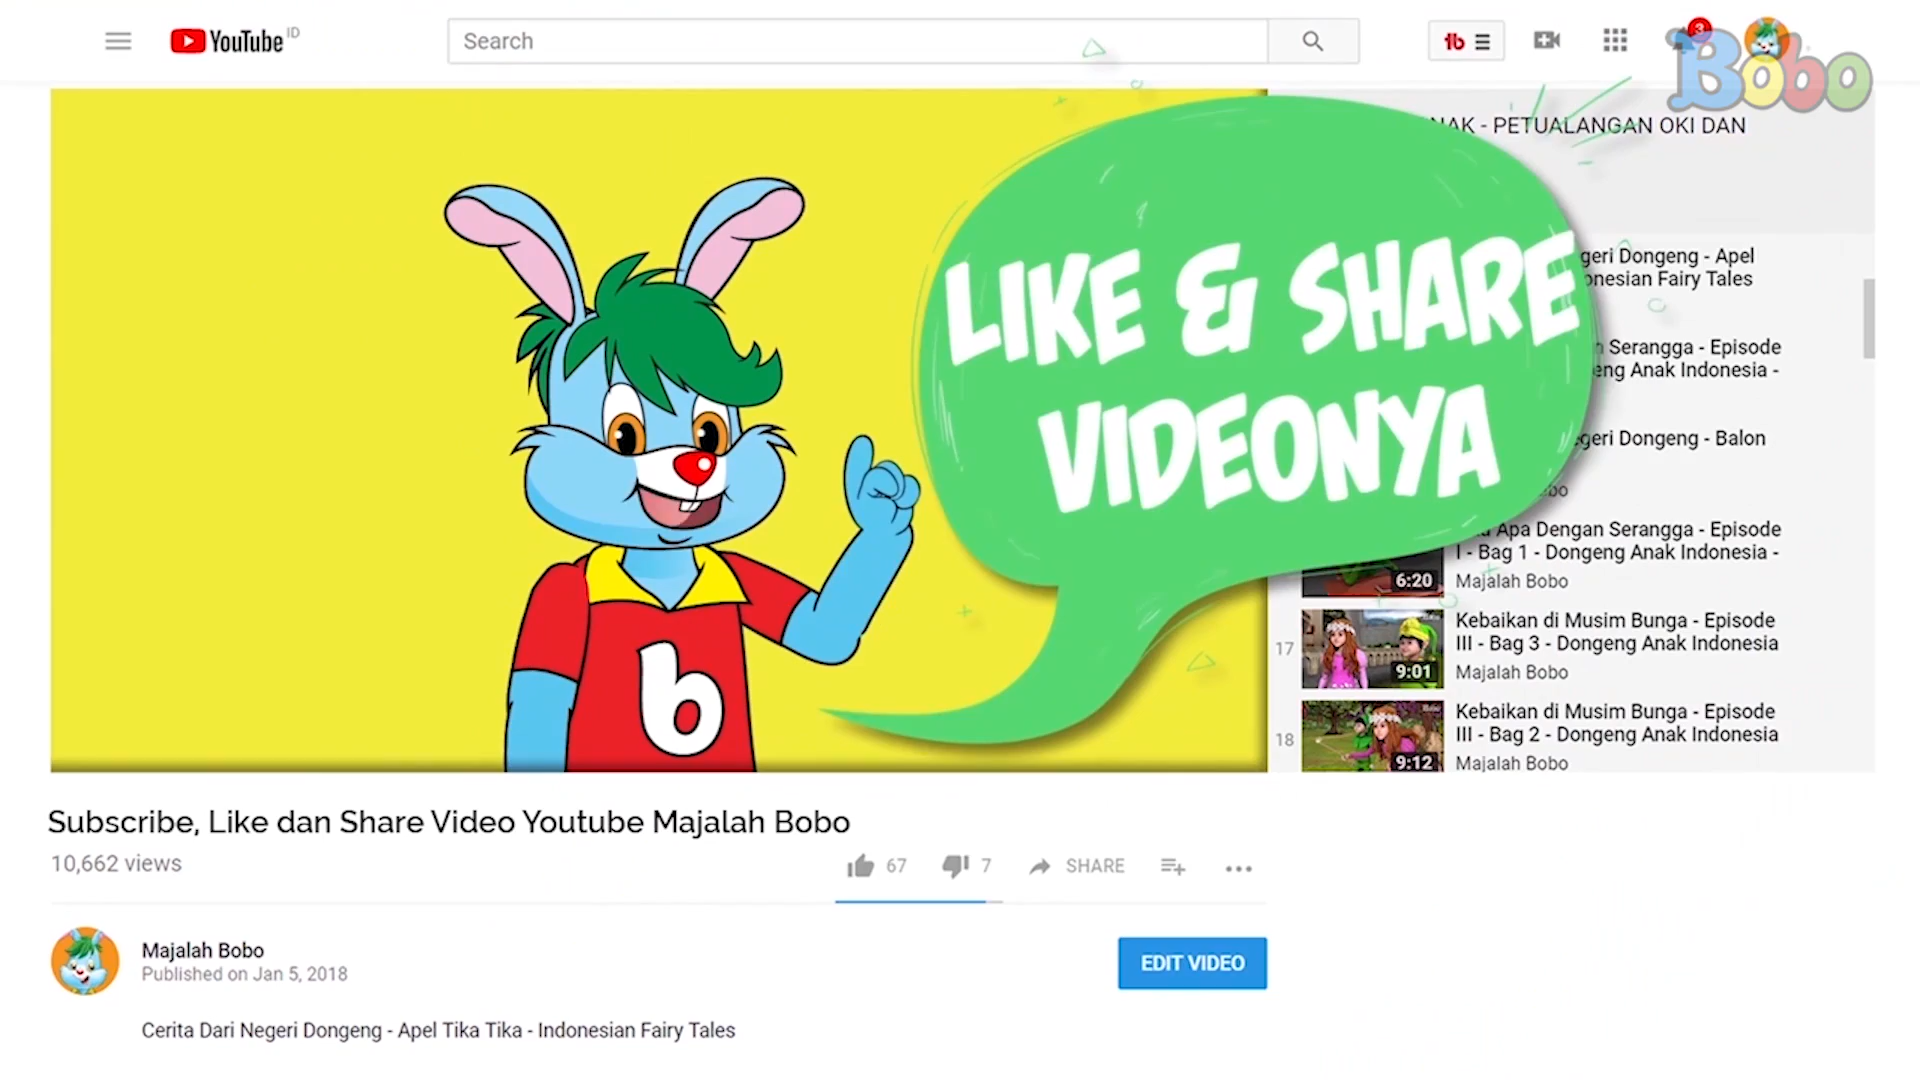 YouTube ID
Search
3
Bobo
NAK - PETUALANGAN OKI DAN
LIKE & SHARE
VIDEONYA
b
geri Dongeng - Apel
onesian Fairy Tales
Serangga - Episode
eng Anak Indonesia -
geri Dongeng - Balon
Apa Dengan Serangga - Episode
I - Bag 1 - Dongeng Anak Indonesia -
6:20
Majalah Bobo
17
9:01
Kebaikan di Musim Bunga - Episode
III - Bag 3 - Dongeng Anak Indonesia
Majalah Bobo
18
9:12
Kebaikan di Musim Bunga - Episode
III - Bag 2 - Dongeng Anak Indonesia
Majalah Bobo
Subscribe, Like dan Share Video Youtube Majalah Bobo
10,662 views
67
7
SHARE
Majalah Bobo
Published on Jan 5, 2018
EDIT VIDEO
Cerita Dari Negeri Dongeng - Apel Tika Tika - Indonesian Fairy Tales